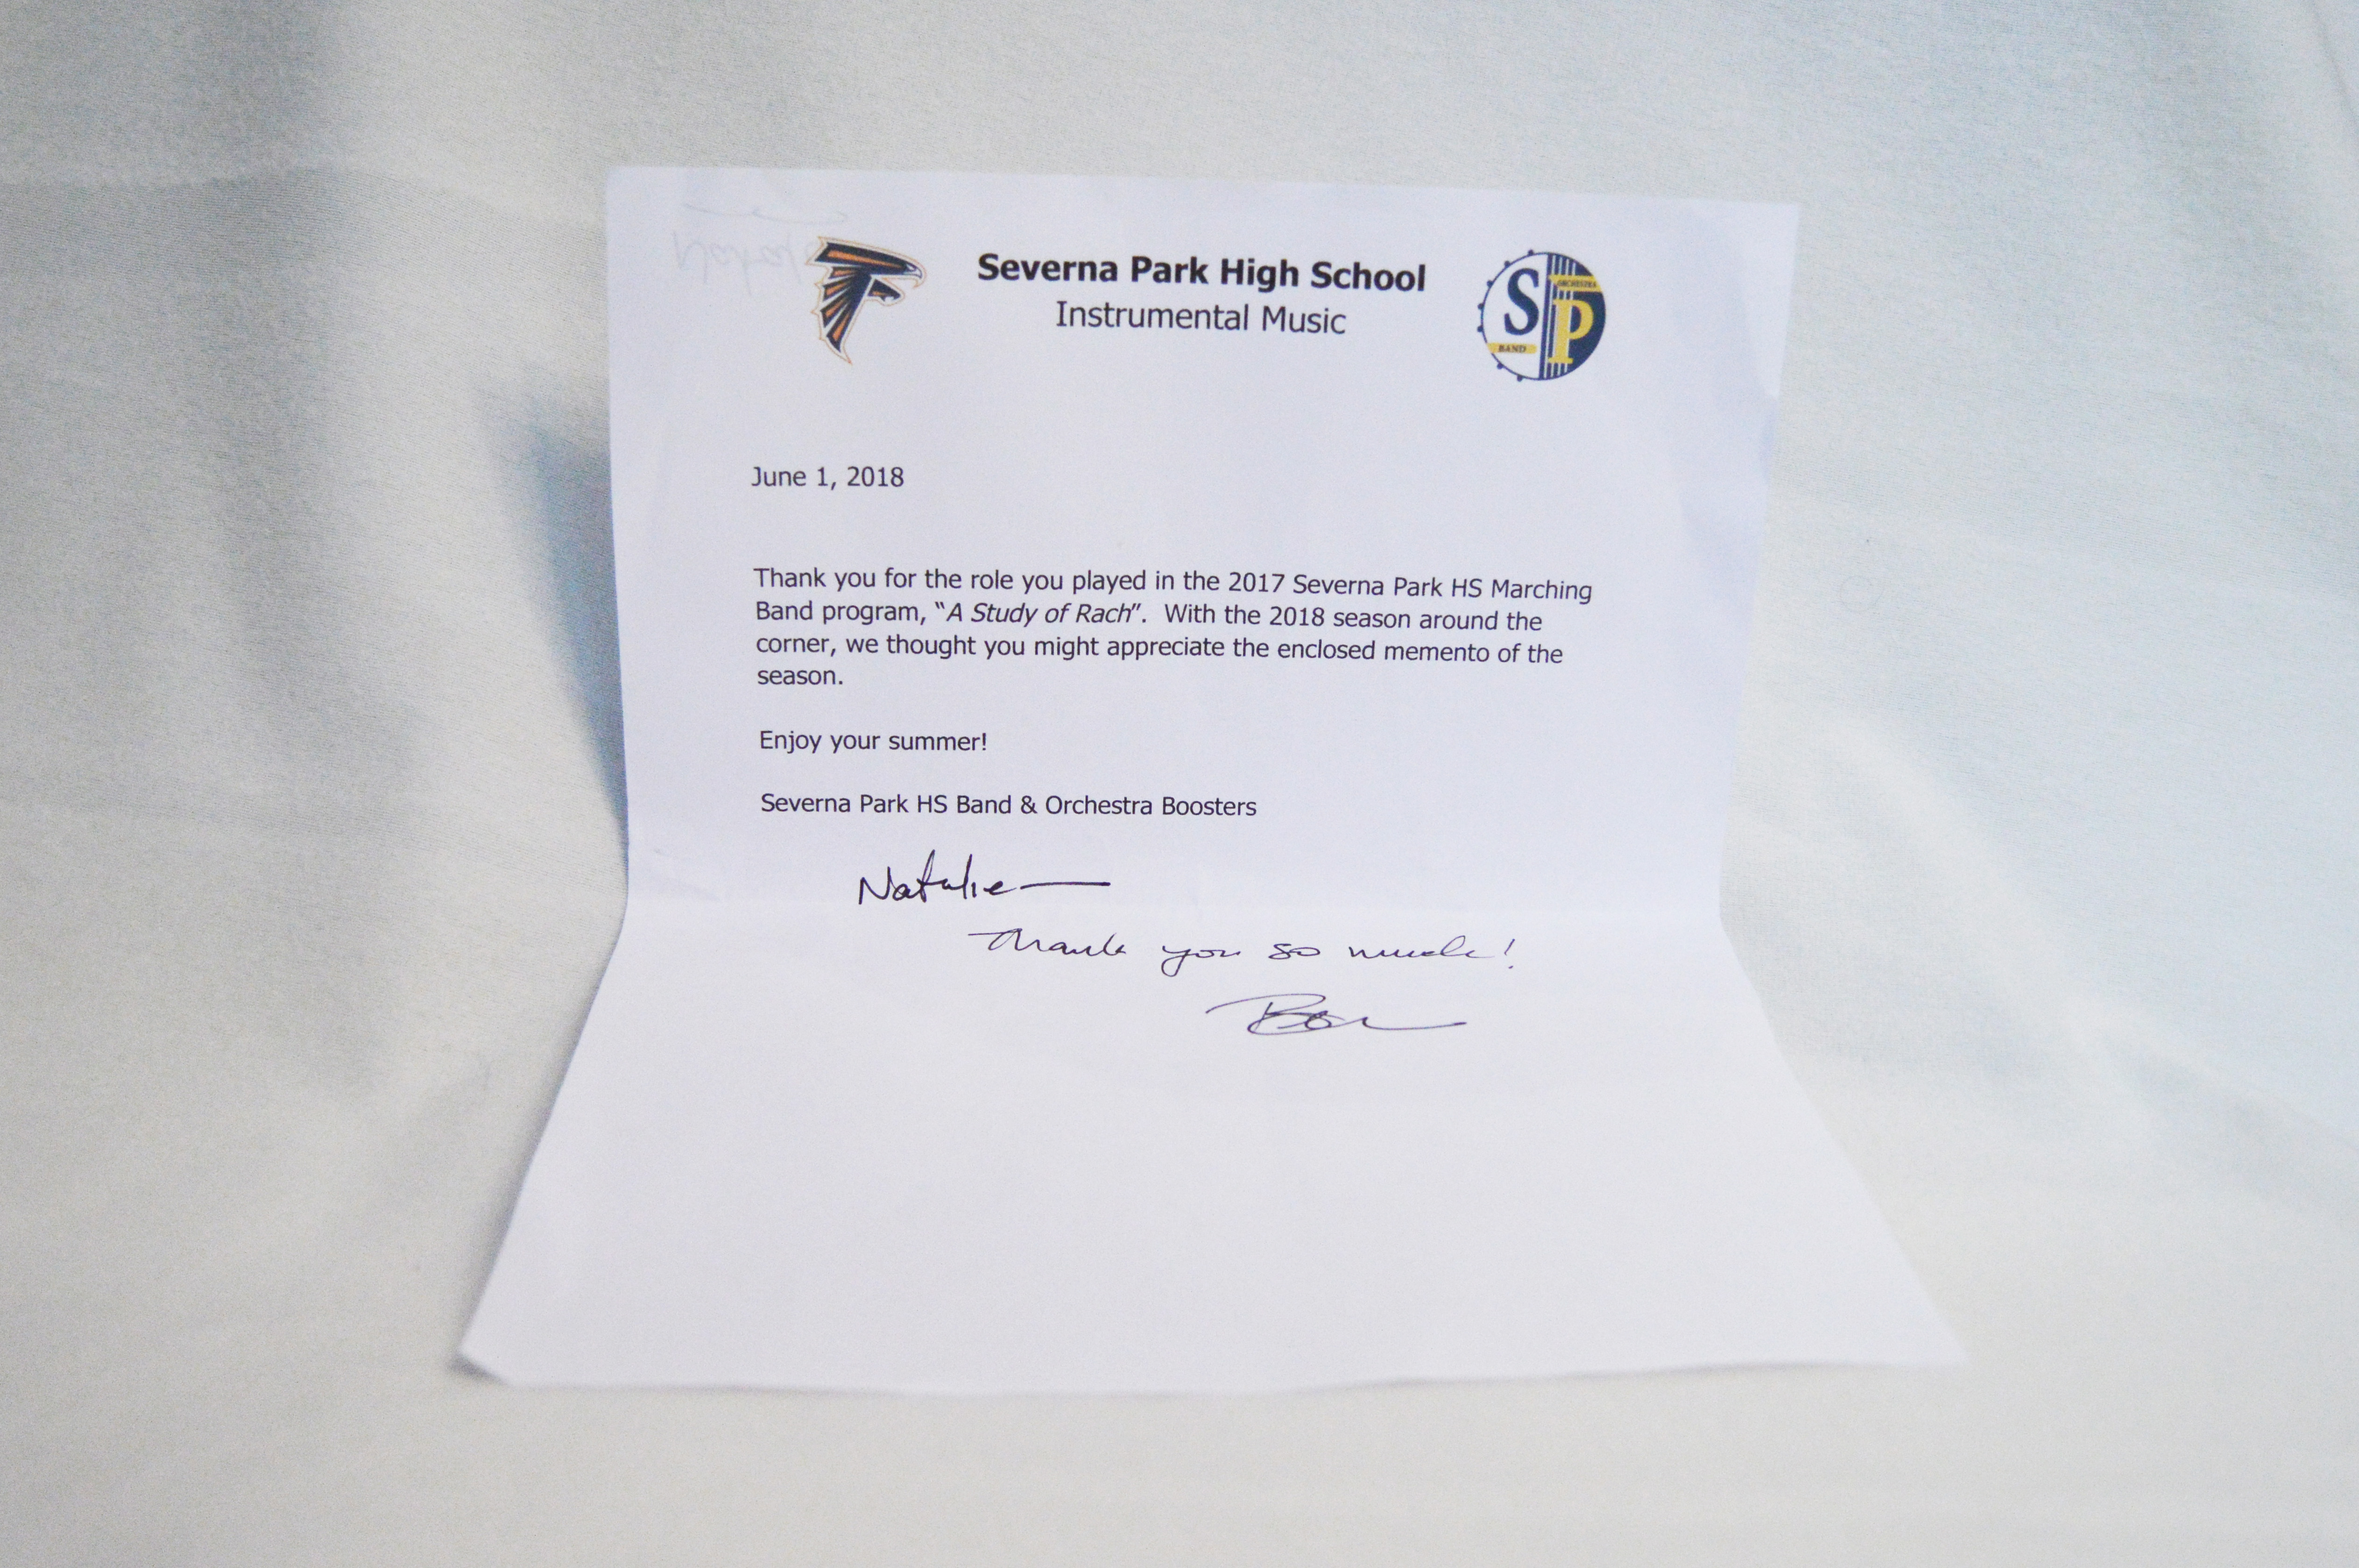 Severna Park High School
Instrumental Music
S
ORCHESTRA
P
BAND
June 1, 2018
Thank you for the role you played in the 2017 Severna Park HS Marching
Band program, “A Study of Rach”.  With the 2018 season around the
corner, we thought you might appreciate the enclosed memento of the
season.
Enjoy your summer!
Severna Park HS Band & Orchestra Boosters
Natalie
Thank you so much!